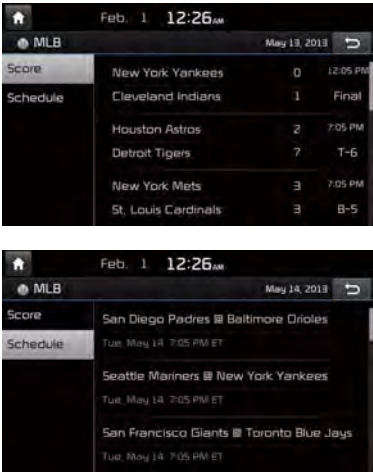 Feb. 1 12:26 AM
MLB May 13, 2013
Score
Schedule
New York Yankees 0 12:05 PM
Cleveland Indians 1 Final
Houston Astros 2 7:05 PM
Detroit Tigers 7 T-6
New York Mets 3 7:05 PM
St. Louis Cardinals 3 B-5
Feb. 1 12:26 AM
MLB May 14, 2013
Score
Schedule
San Diego Padres @ Baltimore Orioles
Tue, May 14 7:05 PM ET
Seattle Mariners @ New York Yankees
Tue, May 14 7:05 PM ET
San Francisco Giants @ Toronto Blue Jays
Tue, May 14 7:05 PM ET